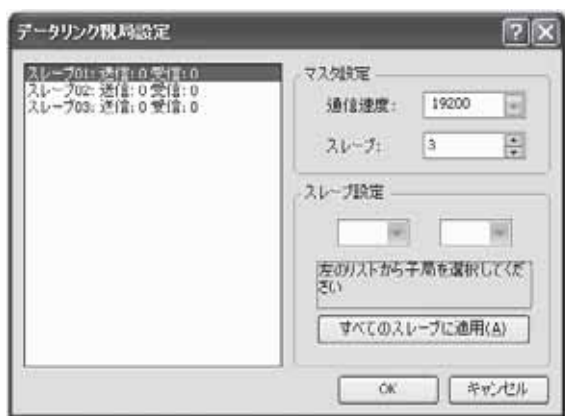 データリンク親局設定
スレーブ01: 送信: 0 受信: 0
スレーブ02: 送信: 0 受信: 0
スレーブ03: 送信: 0 受信: 0
マスタ設定
通信速度: 19200
スレーブ: 3
スレーブ設定
左のリストから子局を選択してくだ
さい
すべてのスレーブに適用(A)
OK
キャンセル